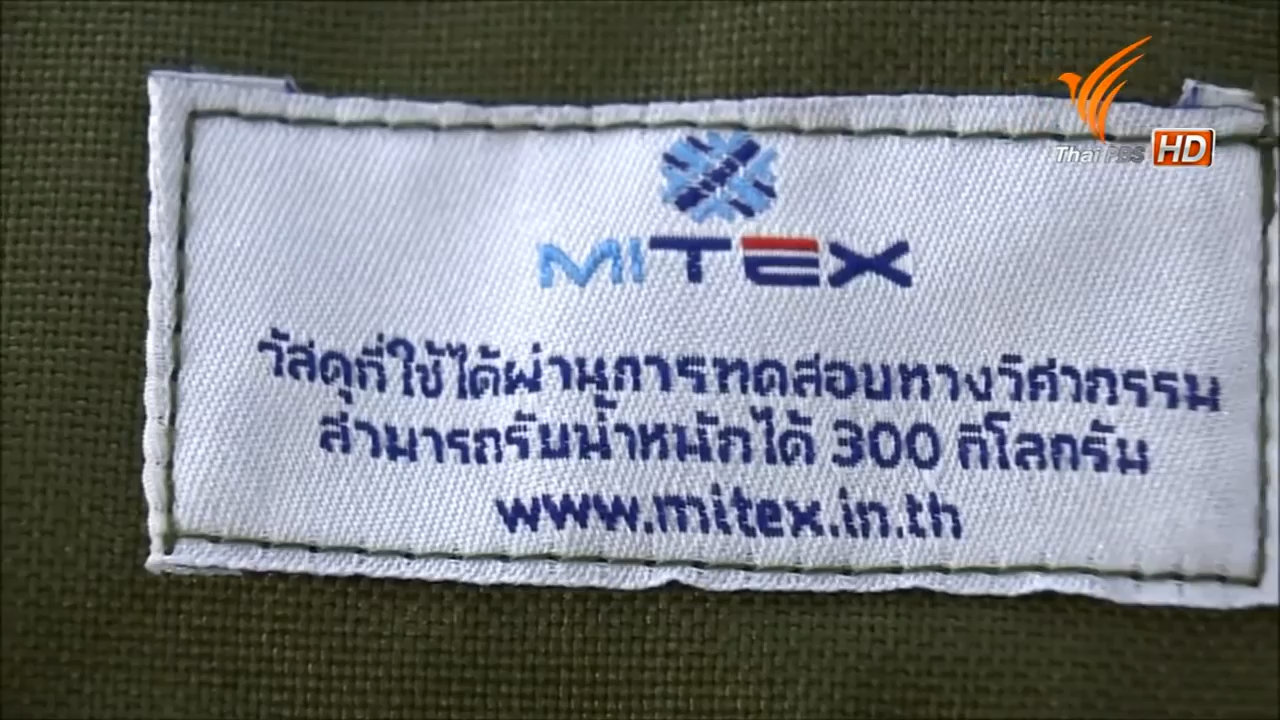 Thai PBS HD
MITEX
วัสดุที่ใช้ได้ผ่านการทดสอบทางวิศวกรรม
สามารถรับน้ำหนักได้ 300 กิโลกรัม
www.mitex.in.th